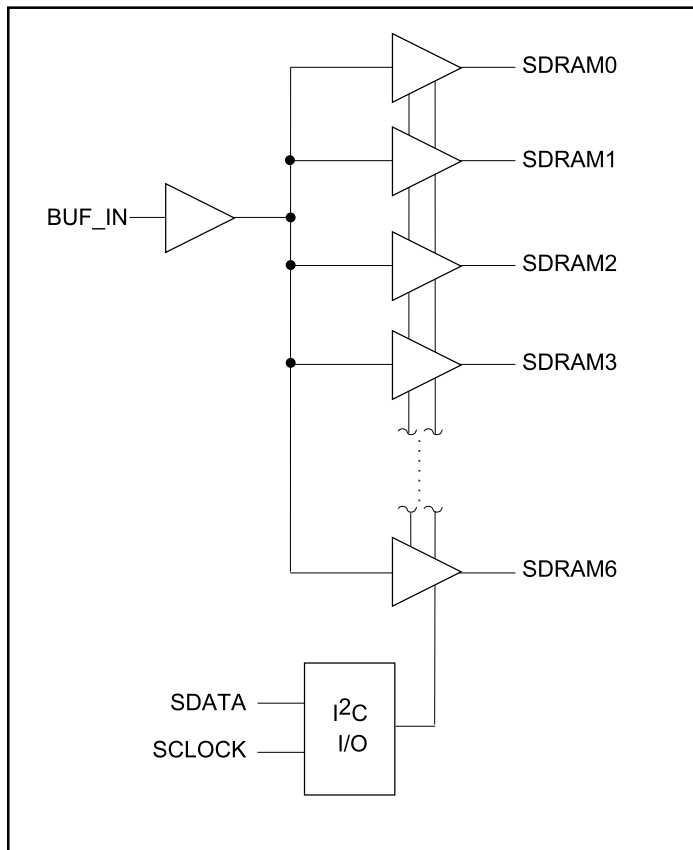 SDRAM0
SDRAM1
BUF_IN
SDRAM2
SDRAM3
SDRAM6
SDATA
I²C
SCLOCK
I/O